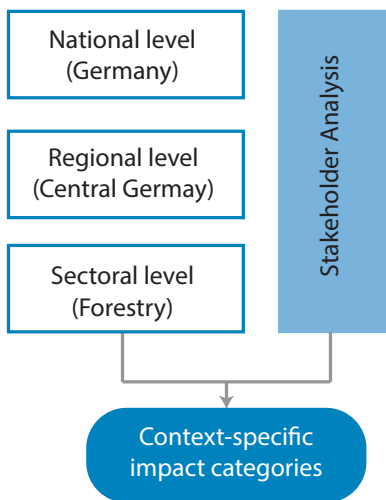 National level
(Germany)
Regional level
(Central Germay)
Sectoral level
(Forestry)
Stakeholder Analysis
Context-specific
impact categories